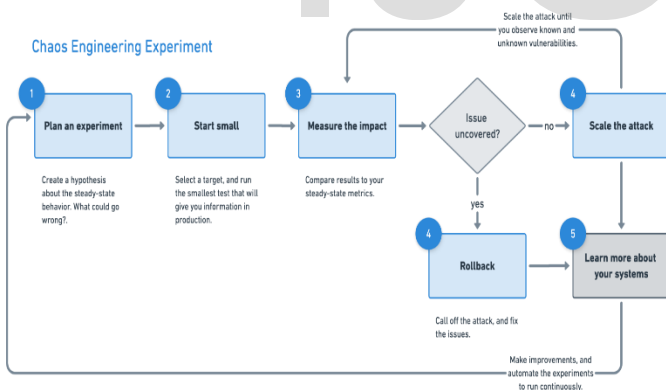 Scale the attack until
you observe known and
unknown vulnerabilities.
Chaos Engineering Experiment
1
Plan an experiment
Create a hypothesis
about the steady-state
behavior. What could go
wrong?.
2
Start small
Select a target, and run
the smallest test that will
give you information in
production.
3
Measure the impact
Compare results to your
steady-state metrics.
Issue
uncovered?
no
4
Scale the attack
yes
4
Rollback
Call off the attack, and fix
the issues.
5
Learn more about
your systems
Make improvements, and
automate the experiments
to run continuously.